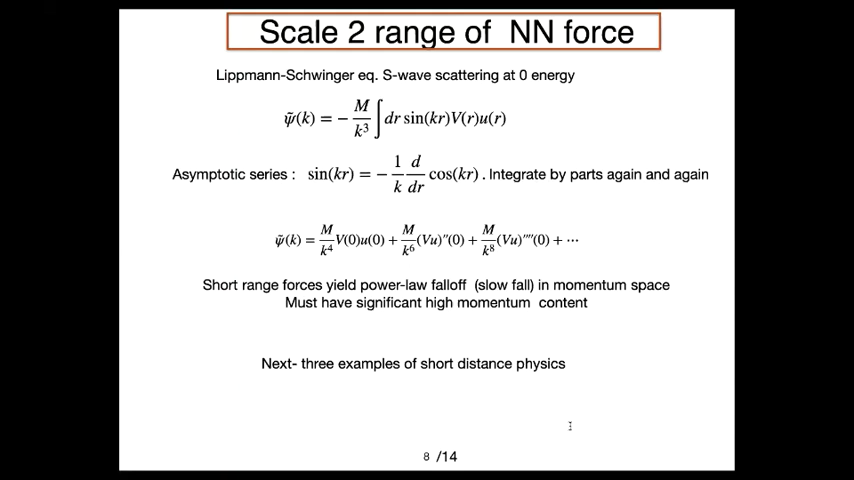 Scale 2 range of NN force
Lippmann-Schwinger eq. S-wave scattering at 0 energy
ψ̃(k) = − M/k³ ∫ dr sin(kr)V(r)u(r)
Asymptotic series : sin(kr) = − 1/k d/dr cos(kr) . Integrate by parts again and again
ψ̃(k) = M/k⁴ V(0)u(0) + M/k⁶ (Vu)''(0) + M/k⁸ (Vu)''''(0) + ⋯
Short range forces yield power-law falloff (slow fall) in momentum space
Must have significant high momentum content
Next- three examples of short distance physics
8 /14